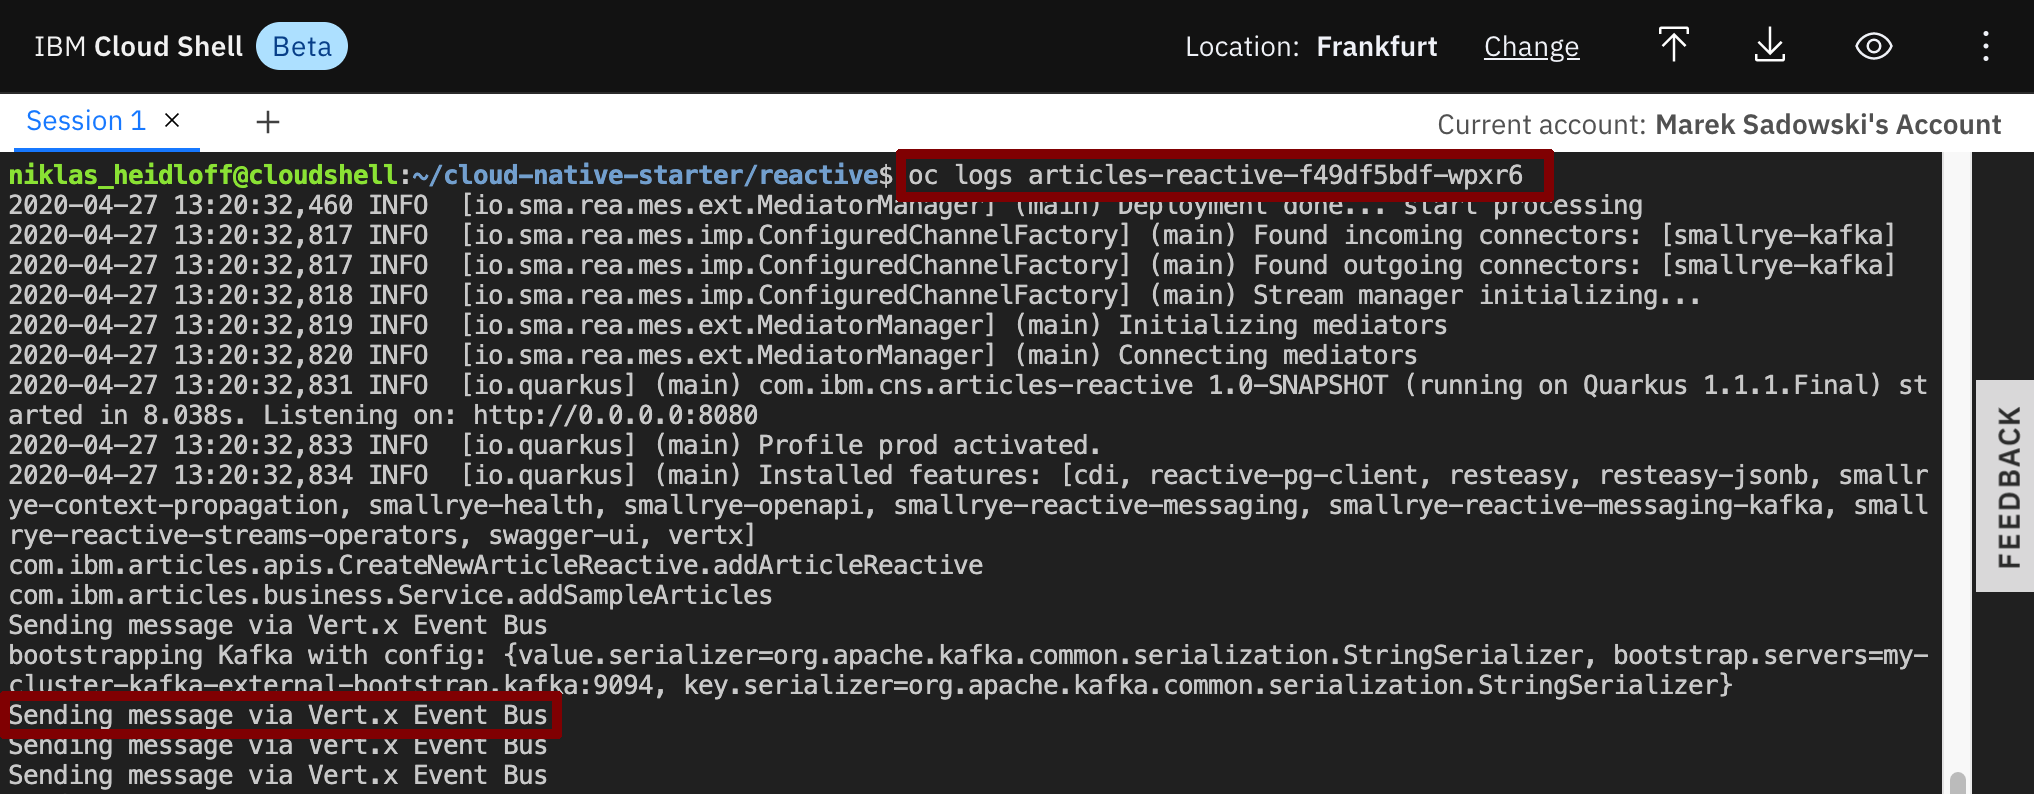 IBM Cloud Shell Beta
Location: Frankfurt Change
Session 1 × +
Current account: Marek Sadowski's Account
niklas_heidloff@cloudshell:~/cloud-native-starter/reactive$ oc logs articles-reactive-f49df5bdf-wpxr6
2020-04-27 13:20:32,460 INFO  [io.sma.rea.mes.ext.MediatorManager] (main) Deployment done... start processing
2020-04-27 13:20:32,817 INFO  [io.sma.rea.mes.imp.ConfiguredChannelFactory] (main) Found incoming connectors: [smallrye-kafka]
2020-04-27 13:20:32,817 INFO  [io.sma.rea.mes.imp.ConfiguredChannelFactory] (main) Found outgoing connectors: [smallrye-kafka]
2020-04-27 13:20:32,818 INFO  [io.sma.rea.mes.imp.ConfiguredChannelFactory] (main) Stream manager initializing...
2020-04-27 13:20:32,819 INFO  [io.sma.rea.mes.ext.MediatorManager] (main) Initializing mediators
2020-04-27 13:20:32,820 INFO  [io.sma.rea.mes.ext.MediatorManager] (main) Connecting mediators
2020-04-27 13:20:32,831 INFO  [io.quarkus] (main) com.ibm.cns.articles-reactive 1.0-SNAPSHOT (running on Quarkus 1.1.1.Final) st
arted in 8.038s. Listening on: http://0.0.0.0:8080
2020-04-27 13:20:32,833 INFO  [io.quarkus] (main) Profile prod activated.
2020-04-27 13:20:32,834 INFO  [io.quarkus] (main) Installed features: [cdi, reactive-pg-client, resteasy, resteasy-jsonb, smallr
ye-context-propagation, smallrye-health, smallrye-openapi, smallrye-reactive-messaging, smallrye-reactive-messaging-kafka, small
rye-reactive-streams-operators, swagger-ui, vertx]
com.ibm.articles.apis.CreateNewArticleReactive.addArticleReactive
com.ibm.articles.business.Service.addSampleArticles
Sending message via Vert.x Event Bus
bootstrapping Kafka with config: {value.serializer=org.apache.kafka.common.serialization.StringSerializer, bootstrap.servers=my-
cluster-kafka-external-bootstrap.kafka:9094, key.serializer=org.apache.kafka.common.serialization.StringSerializer}
Sending message via Vert.x Event Bus
Sending message via Vert.x Event Bus
Sending message via Vert.x Event Bus
FEEDBACK